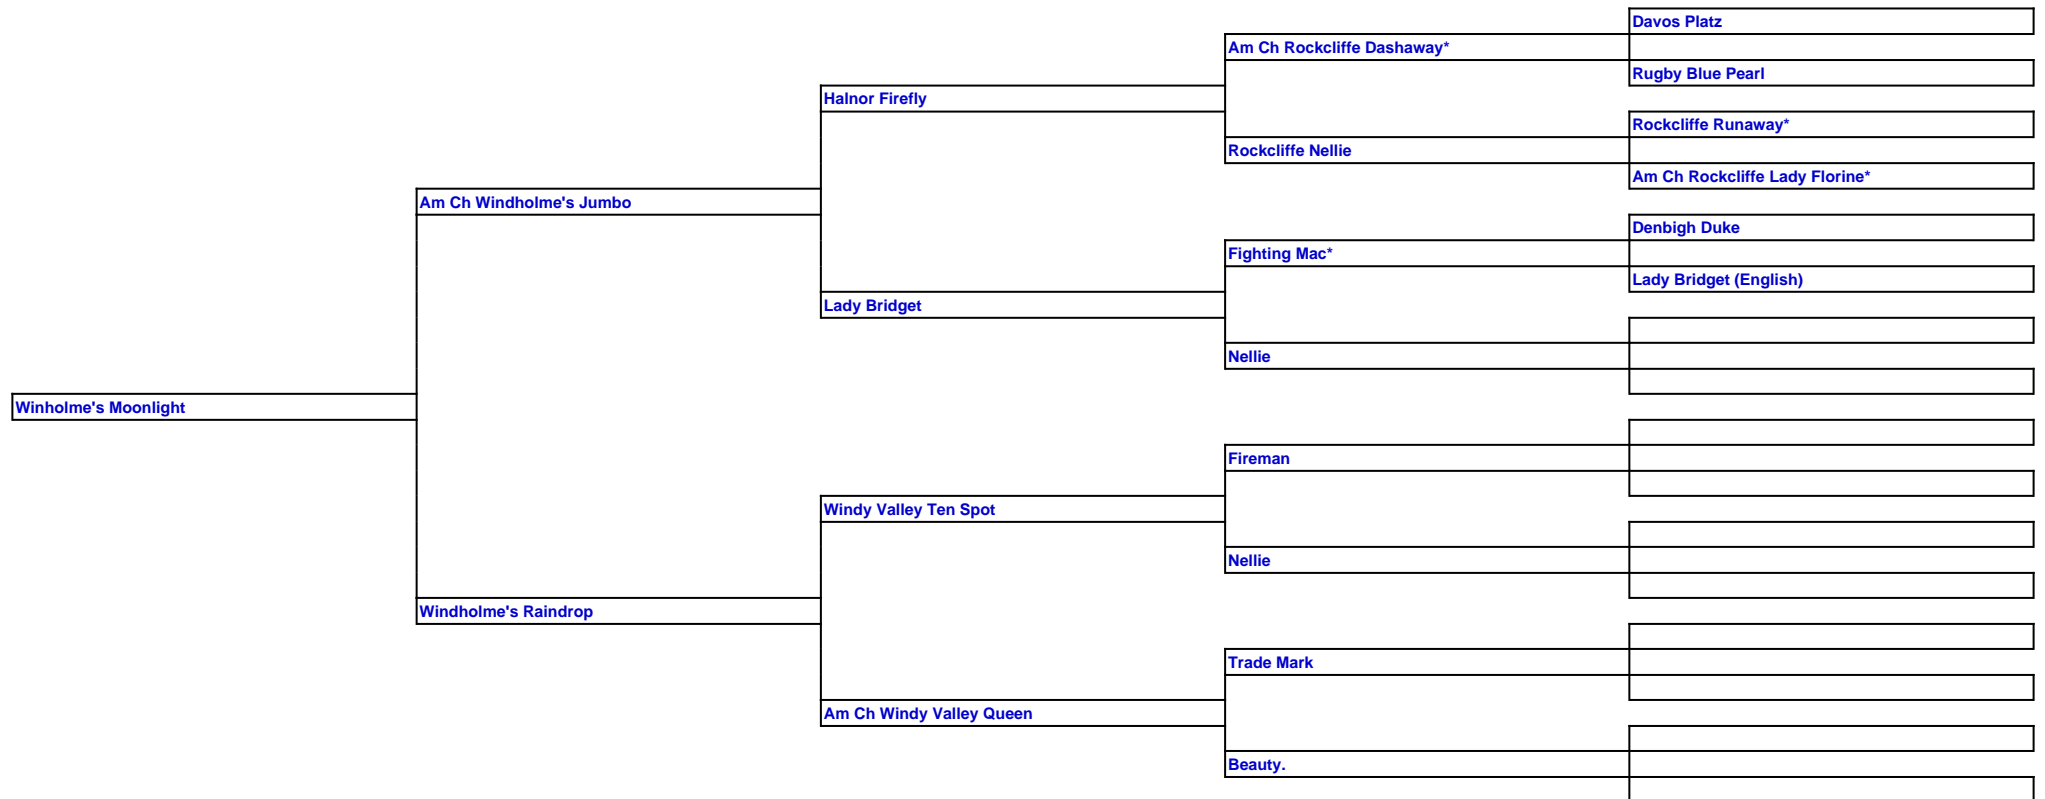 Davos Platz
Am Ch Rockcliffe Dashaway*
Rugby Blue Pearl
Halnor Firefly
Rockcliffe Runaway*
Rockcliffe Nellie
Am Ch Rockcliffe Lady Florine*
Am Ch Windholme's Jumbo
Denbigh Duke
Fighting Mac*
Lady Bridget (English)
Lady Bridget
Nellie
Winholme's Moonlight
Fireman
Windy Valley Ten Spot
Nellie
Windholme's Raindrop
Trade Mark
Am Ch Windy Valley Queen
Beauty.